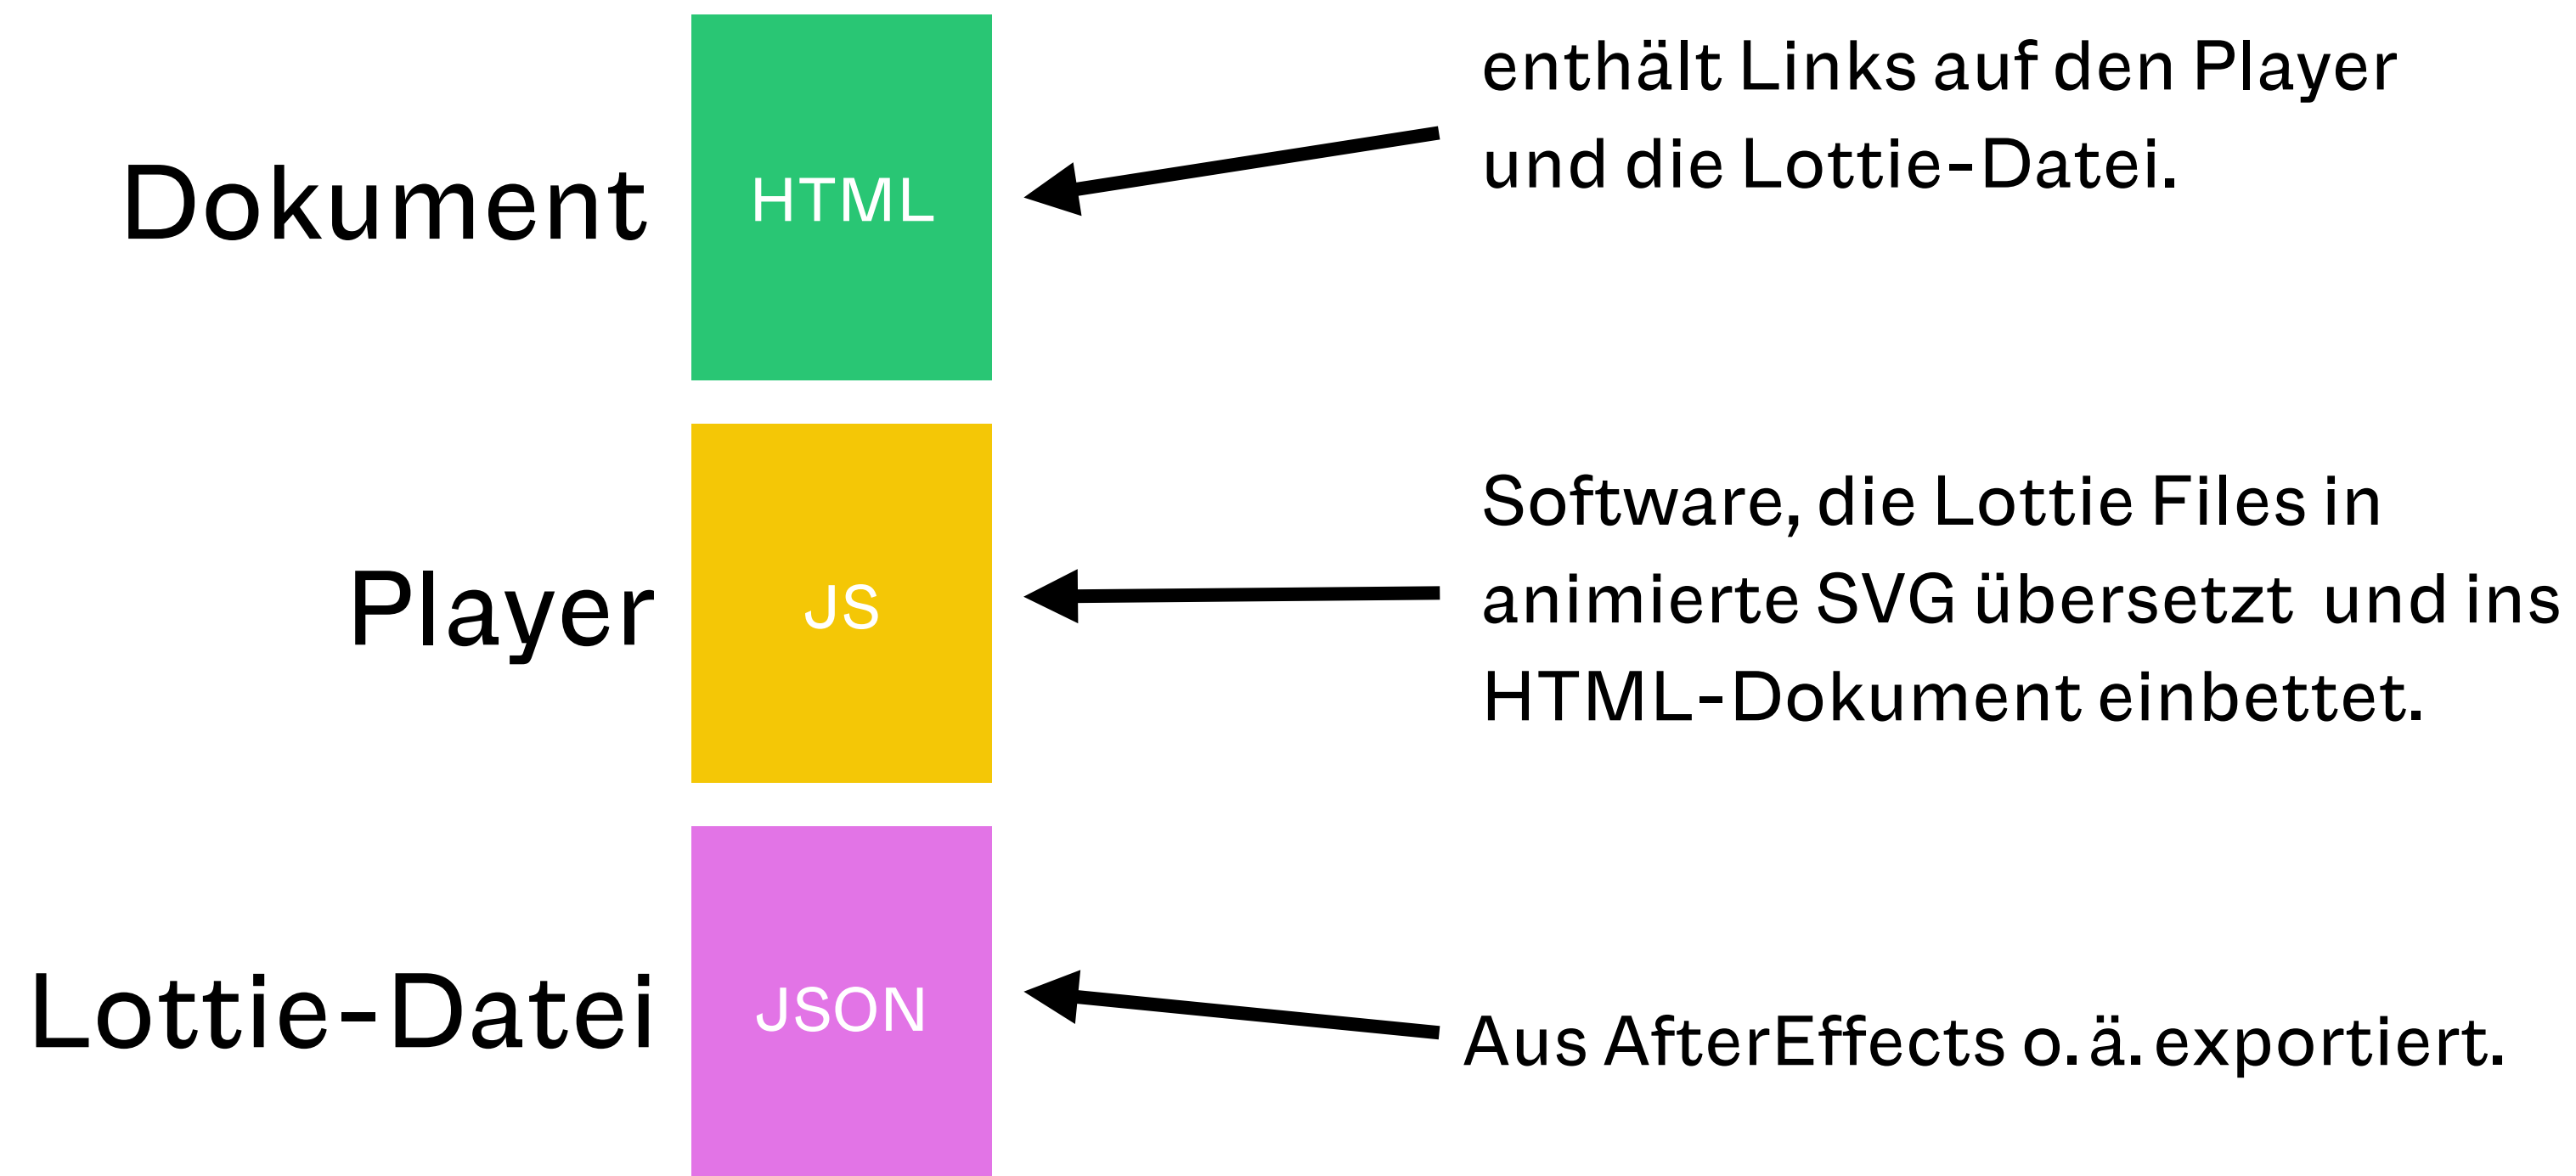 Dokument
HTML
enthält Links auf den Player
und die Lottie-Datei.
Player
JS
Software, die Lottie Files in
animierte SVG übersetzt  und ins
HTML-Dokument einbettet.
Lottie-Datei
JSON
Aus AfterEffects o. ä. exportiert.